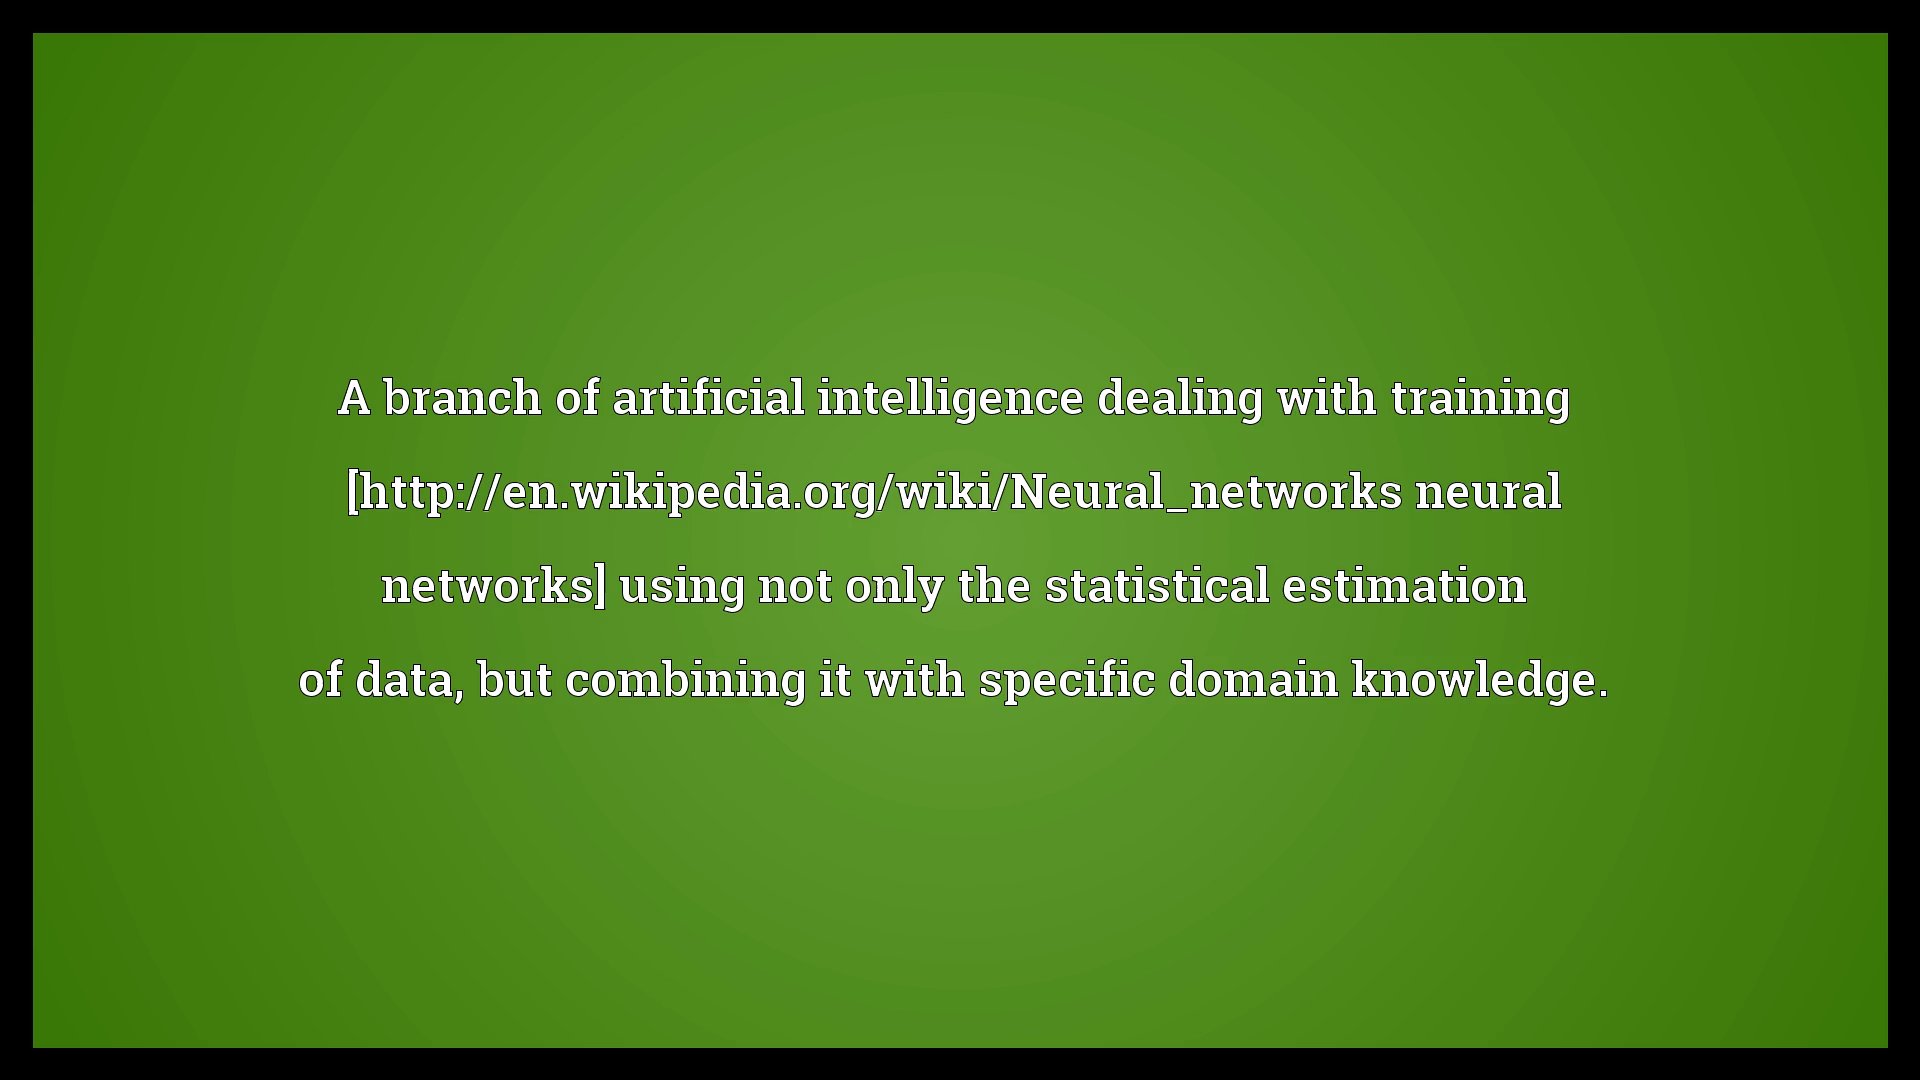 A branch of artificial intelligence dealing with training
[http://en.wikipedia.org/wiki/Neural_networks neural
networks] using not only the statistical estimation
of data, but combining it with specific domain knowledge.